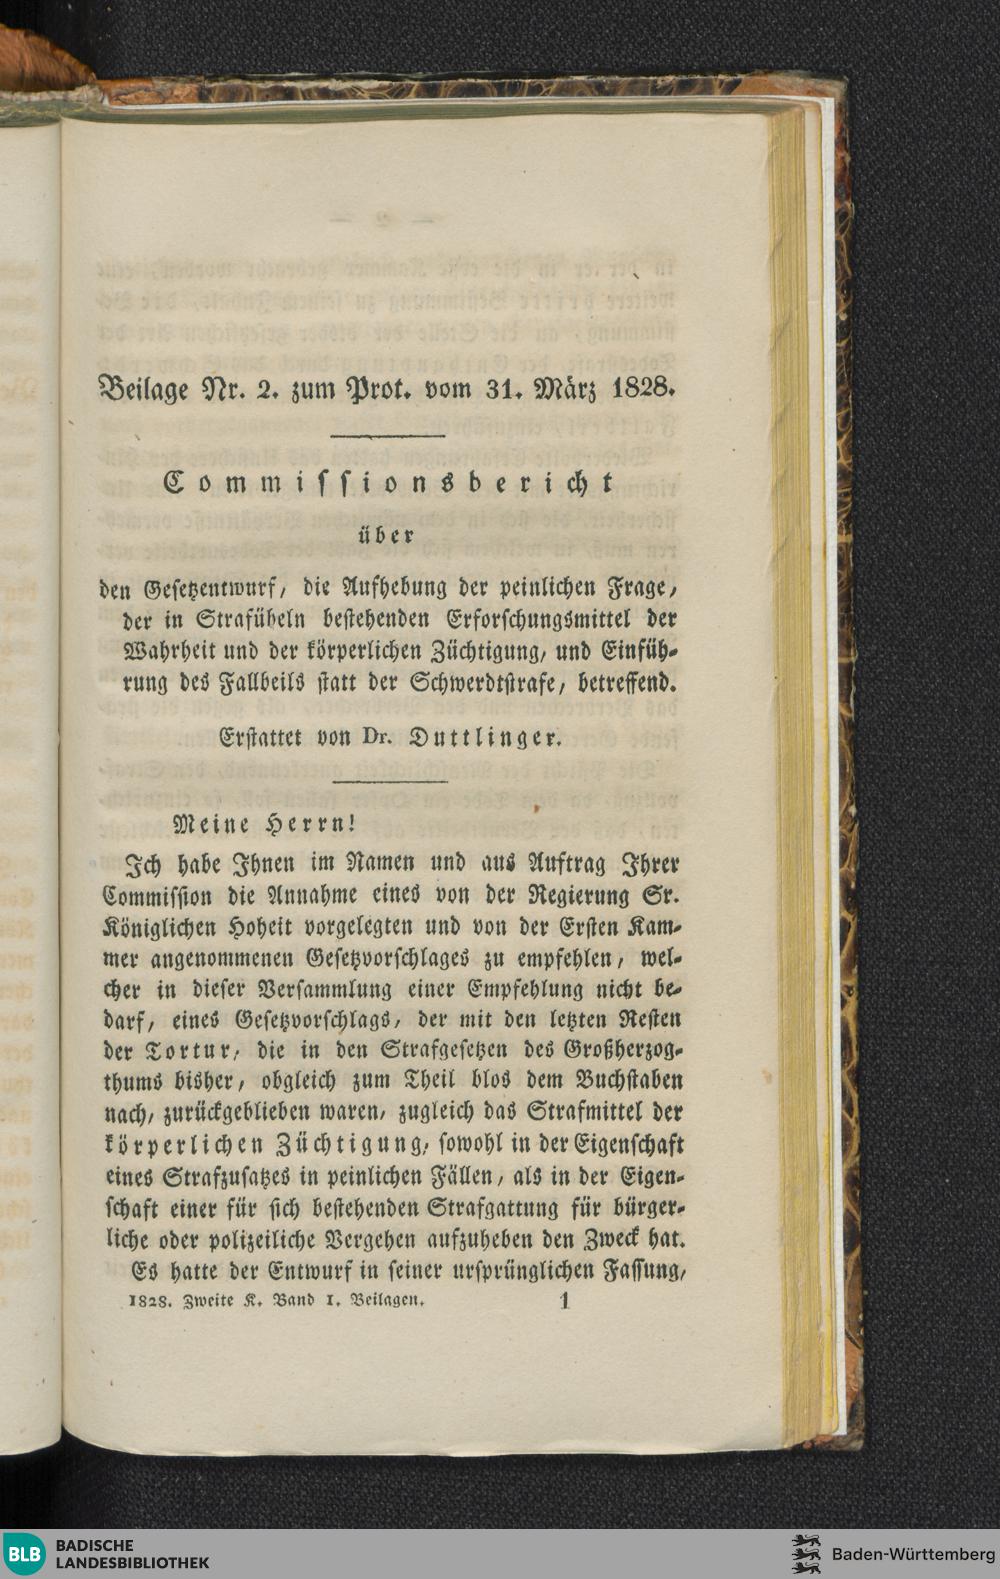 Beilage Nr. 2. zum Prot. vom 31. März 1828.
Commissionsbericht
über
den Gesetzentwurf, die Aufhebung der peinlichen Frage,
der in Strafübeln bestehenden Erforschungsmittel der
Wahrheit und der körperlichen Züchtigung, und Einfüh-
rung des Fallbeils statt der Schwerdtstrafe, betreffend.
Erstattet von Dr. Duttlinger.
Meine Herrn!
Ich habe Ihnen im Namen und aus Auftrag Ihrer
Commission die Annahme eines von der Regierung Sr.
Königlichen Hoheit vorgelegten und von der Ersten Kam-
mer angenommenen Gesetzvorschlages zu empfehlen, wel-
cher in dieser Versammlung einer Empfehlung nicht be-
darf, eines Gesetzvorschlags, der mit den letzten Resten
der Tortur, die in den Strafgesetzen des Großherzog-
thums bisher, obgleich zum Theil blos dem Buchstaben
nach, zurückgeblieben waren, zugleich das Strafmittel der
körperlichen Züchtigung, sowohl in der Eigenschaft
eines Strafzusatzes in peinlichen Fällen, als in der Eigen-
schaft einer für sich bestehenden Strafgattung für bürger-
liche oder polizeiliche Vergehen aufzuheben den Zweck hat.
Es hatte der Entwurf in seiner ursprünglichen Fassung,
1828. Zweite K. Band 1. Beilagen. 1
BLB BADISCHE
LANDESBIBLIOTHEK
Baden-Württemberg